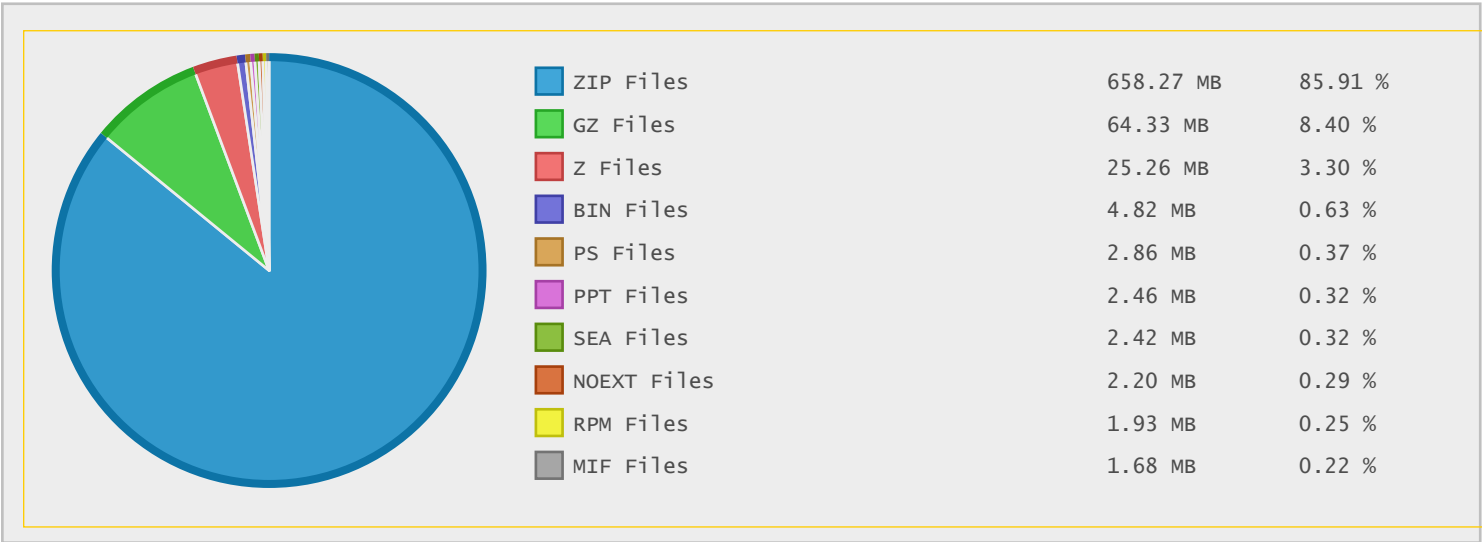 ZIP Files 658.27 MB 85.91 %
GZ Files 64.33 MB 8.40 %
Z Files 25.26 MB 3.30 %
BIN Files 4.82 MB 0.63 %
PS Files 2.86 MB 0.37 %
PPT Files 2.46 MB 0.32 %
SEA Files 2.42 MB 0.32 %
NOEXT Files 2.20 MB 0.29 %
RPM Files 1.93 MB 0.25 %
MIF Files 1.68 MB 0.22 %